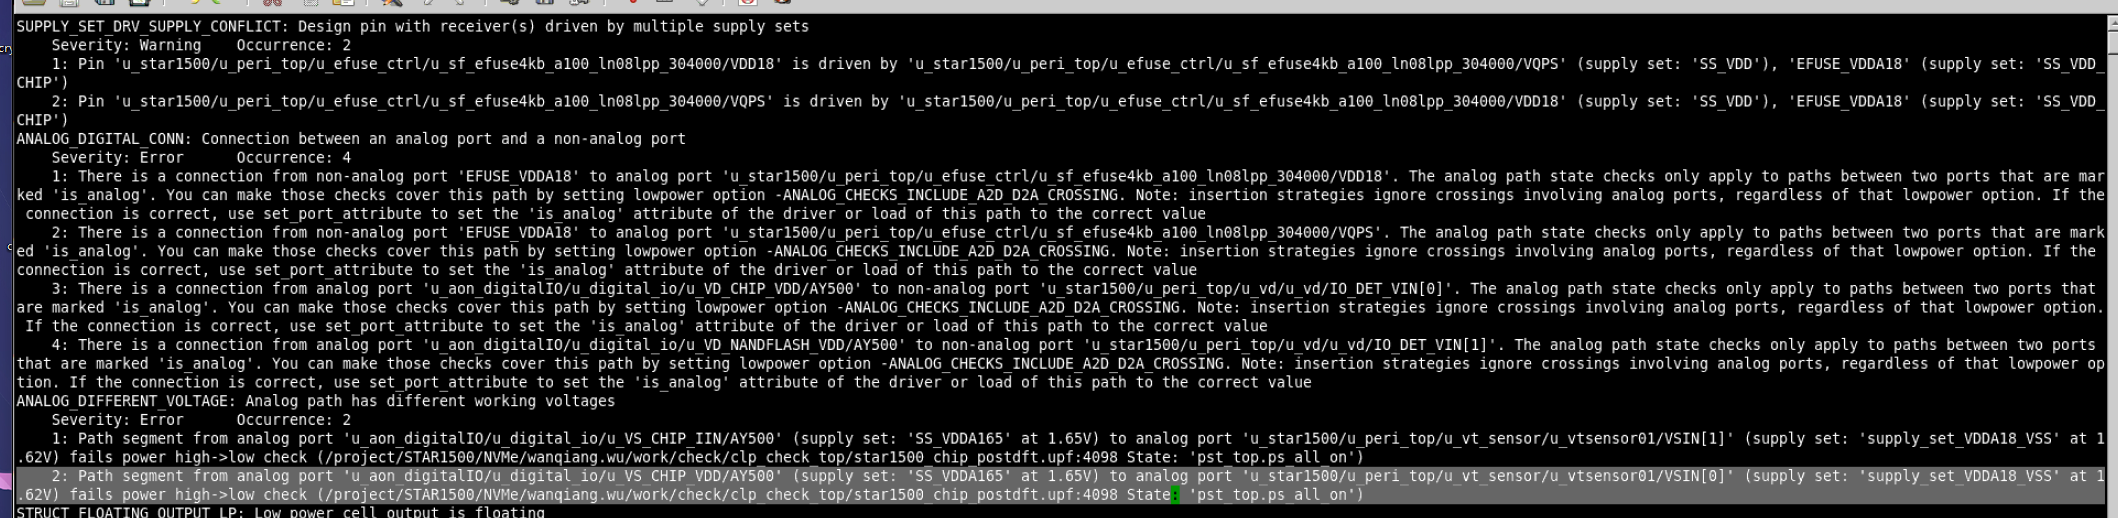 SUPPLY_SET_DRV_SUPPLY_CONFLICT: Design pin with receiver(s) driven by multiple supply sets
    Severity: Warning    Occurrence: 2
    1: Pin 'u_star1500/u_peri_top/u_efuse_ctrl/u_sf_efuse4kb_a100_ln08lpp_304000/VDD18' is driven by 'u_star1500/u_peri_top/u_efuse_ctrl/u_sf_efuse4kb_a100_ln08lpp_304000/VQPS' (supply set: 'SS_VDD'), 'EFUSE_VDDA18' (supply set: 'SS_VDD_
CHIP')
    2: Pin 'u_star1500/u_peri_top/u_efuse_ctrl/u_sf_efuse4kb_a100_ln08lpp_304000/VQPS' is driven by 'u_star1500/u_peri_top/u_efuse_ctrl/u_sf_efuse4kb_a100_ln08lpp_304000/VDD18' (supply set: 'SS_VDD'), 'EFUSE_VDDA18' (supply set: 'SS_VDD_
CHIP')
ANALOG_DIGITAL_CONN: Connection between an analog port and a non-analog port
    Severity: Error      Occurrence: 4
    1: There is a connection from non-analog port 'EFUSE_VDDA18' to analog port 'u_star1500/u_peri_top/u_efuse_ctrl/u_sf_efuse4kb_a100_ln08lpp_304000/VDD18'. The analog path state checks only apply to paths between two ports that are mar
ked 'is_analog'. You can make those checks cover this path by setting lowpower option -ANALOG_CHECKS_INCLUDE_A2D_D2A_CROSSING. Note: insertion strategies ignore crossings involving analog ports, regardless of that lowpower option. If the
 connection is correct, use set_port_attribute to set the 'is_analog' attribute of the driver or load of this path to the correct value
    2: There is a connection from non-analog port 'EFUSE_VDDA18' to analog port 'u_star1500/u_peri_top/u_efuse_ctrl/u_sf_efuse4kb_a100_ln08lpp_304000/VQPS'. The analog path state checks only apply to paths between two ports that are mark
ed 'is_analog'. You can make those checks cover this path by setting lowpower option -ANALOG_CHECKS_INCLUDE_A2D_D2A_CROSSING. Note: insertion strategies ignore crossings involving analog ports, regardless of that lowpower option. If the
connection is correct, use set_port_attribute to set the 'is_analog' attribute of the driver or load of this path to the correct value
    3: There is a connection from analog port 'u_aon_digitalIO/u_digital_io/u_VD_CHIP_VDD/AY500' to non-analog port 'u_star1500/u_peri_top/u_vd/u_vd/IO_DET_VIN[0]'. The analog path state checks only apply to paths between two ports that
are marked 'is_analog'. You can make those checks cover this path by setting lowpower option -ANALOG_CHECKS_INCLUDE_A2D_D2A_CROSSING. Note: insertion strategies ignore crossings involving analog ports, regardless of that lowpower option.
 If the connection is correct, use set_port_attribute to set the 'is_analog' attribute of the driver or load of this path to the correct value
    4: There is a connection from analog port 'u_aon_digitalIO/u_digital_io/u_VD_NANDFLASH_VDD/AY500' to non-analog port 'u_star1500/u_peri_top/u_vd/u_vd/IO_DET_VIN[1]'. The analog path state checks only apply to paths between two ports
that are marked 'is_analog'. You can make those checks cover this path by setting lowpower option -ANALOG_CHECKS_INCLUDE_A2D_D2A_CROSSING. Note: insertion strategies ignore crossings involving analog ports, regardless of that lowpower op
tion. If the connection is correct, use set_port_attribute to set the 'is_analog' attribute of the driver or load of this path to the correct value
ANALOG_DIFFERENT_VOLTAGE: Analog path has different working voltages
    Severity: Error      Occurrence: 2
    1: Path segment from analog port 'u_aon_digitalIO/u_digital_io/u_VS_CHIP_IIN/AY500' (supply set: 'SS_VDDA165' at 1.65V) to analog port 'u_star1500/u_peri_top/u_vt_sensor/u_vtsensor01/VSIN[1]' (supply set: 'supply_set_VDDA18_VSS' at 1
.62V) fails power high->low check (/project/STAR1500/NVMe/wanqiang.wu/work/check/clp_check_top/star1500_chip_postdft.upf:4098 State: 'pst_top.ps_all_on')
    2: Path segment from analog port 'u_aon_digitalIO/u_digital_io/u_VS_CHIP_VDD/AY500' (supply set: 'SS_VDDA165' at 1.65V) to analog port 'u_star1500/u_peri_top/u_vt_sensor/u_vtsensor01/VSIN[0]' (supply set: 'supply_set_VDDA18_VSS' at 1
.62V) fails power high->low check (/project/STAR1500/NVMe/wanqiang.wu/work/check/clp_check_top/star1500_chip_postdft.upf:4098 State: 'pst_top.ps_all_on')
STRUCT_FLOATING_OUTPUT_LP: Low power cell output is floating